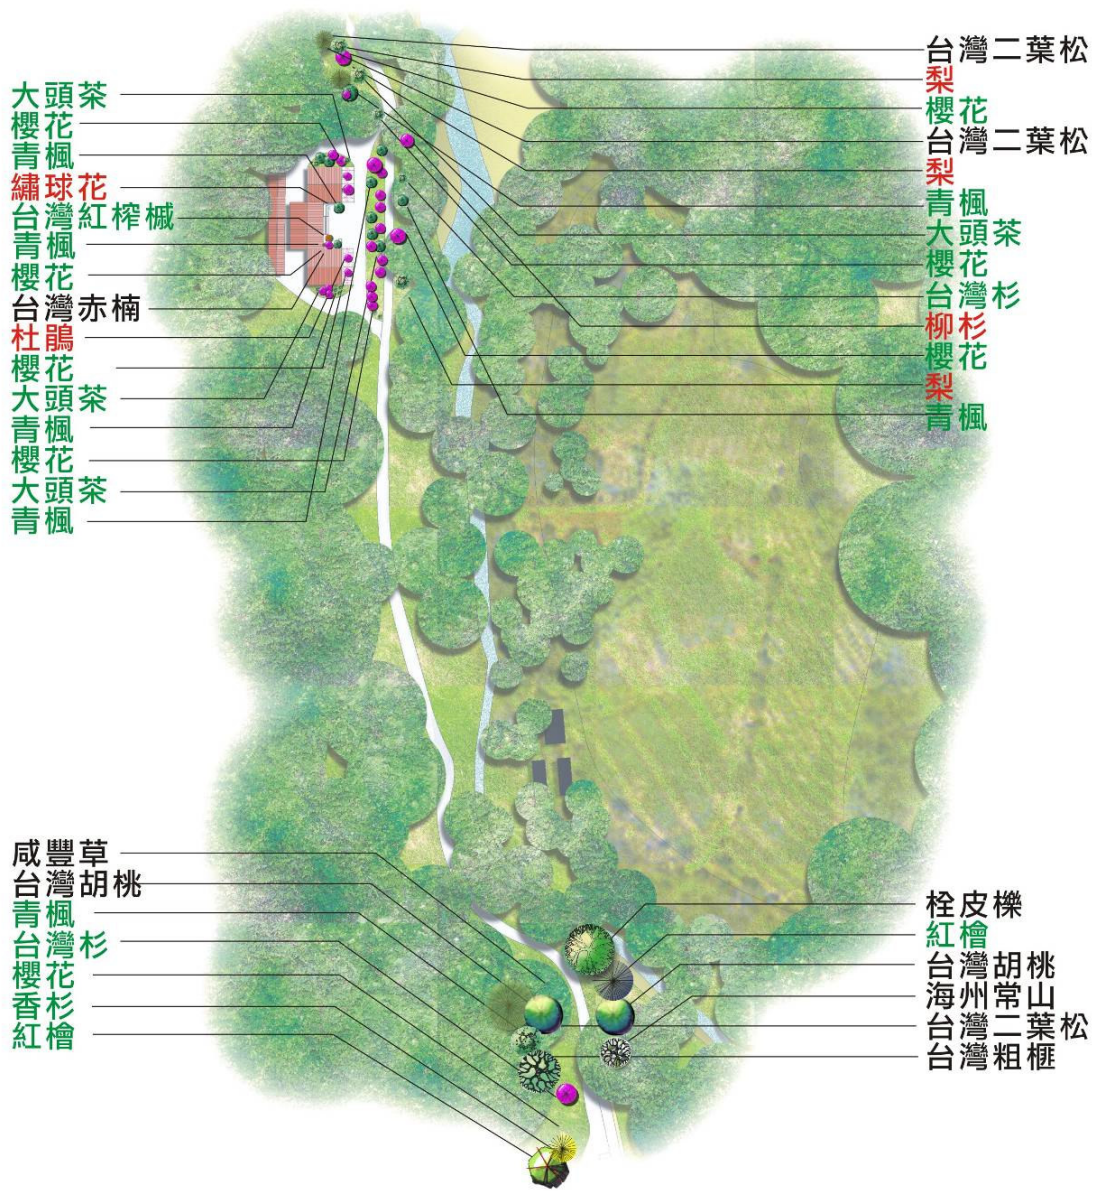 大頭茶
櫻花
青楓
繡球花
台灣紅榨槭
青楓
櫻花
台灣赤楠
杜鵑
櫻花
大頭茶
青楓
櫻花
大頭茶
青楓
台灣二葉松
梨
櫻花
台灣二葉松
梨
青楓
大頭茶
櫻花
台灣杉
柳杉
櫻花
梨
青楓
咸豐草
台灣胡桃
青楓
台灣杉
櫻花
香杉
紅檜
栓皮櫟
紅檜
台灣胡桃
海州常山
台灣二葉松
台灣粗榧